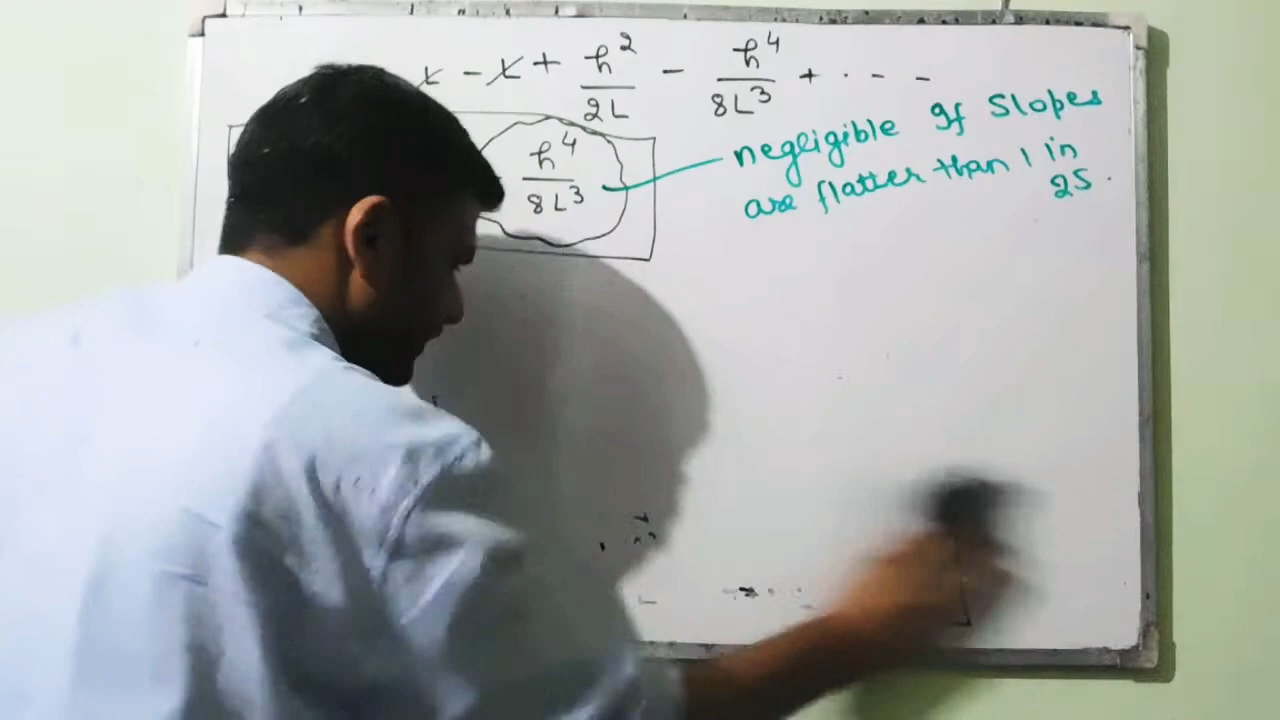 x - x + h² / 2L - h⁴ / 8L³ + · - -
h⁴ / 8L³
negligible If Slopes
are flatter than 1 in
25.